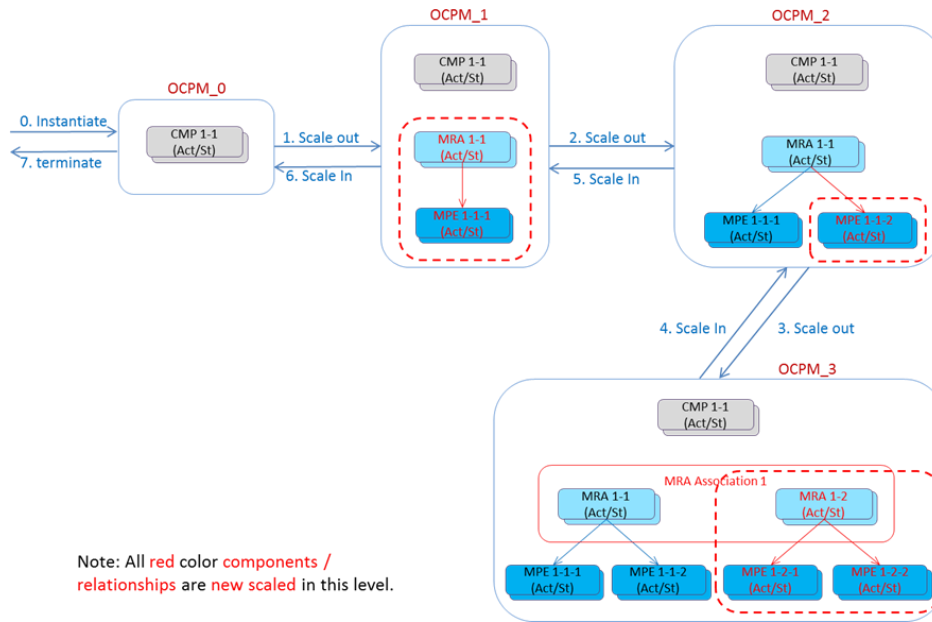 OCPM_0
0. Instantiate
7. terminate
CMP 1-1
(Act/St)
1. Scale out
6. Scale In
OCPM_1
CMP 1-1
(Act/St)
MRA 1-1
(Act/St)
MPE 1-1-1
(Act/St)
2. Scale out
5. Scale In
OCPM_2
CMP 1-1
(Act/St)
MRA 1-1
(Act/St)
MPE 1-1-1
(Act/St)
MPE 1-1-2
(Act/St)
4. Scale In
3. Scale out
OCPM_3
CMP 1-1
(Act/St)
MRA Association 1
MRA 1-1
(Act/St)
MRA 1-2
(Act/St)
MPE 1-1-1
(Act/St)
MPE 1-1-2
(Act/St)
MPE 1-2-1
(Act/St)
MPE 1-2-2
(Act/St)
Note: All red color components /
relationships are new scaled in this level.